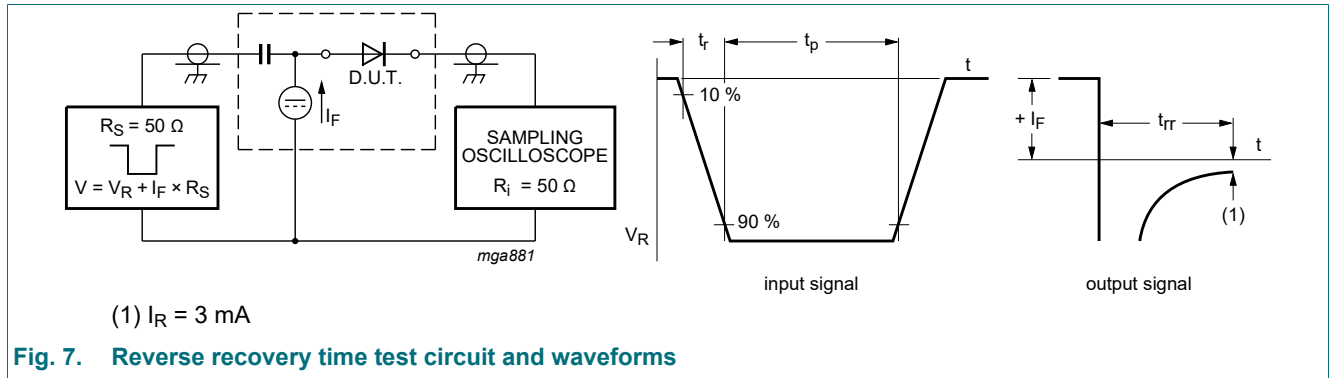 D.U.T.
I_F
R_S = 50 Ω
V = V_R + I_F × R_S
SAMPLING
OSCILLOSCOPE
R_i = 50 Ω
mga881
t_r
t_p
t
10 %
90 %
V_R
input signal
+ I_F
t_rr
t
(1)
output signal
(1) I_R = 3 mA
Fig. 7. Reverse recovery time test circuit and waveforms